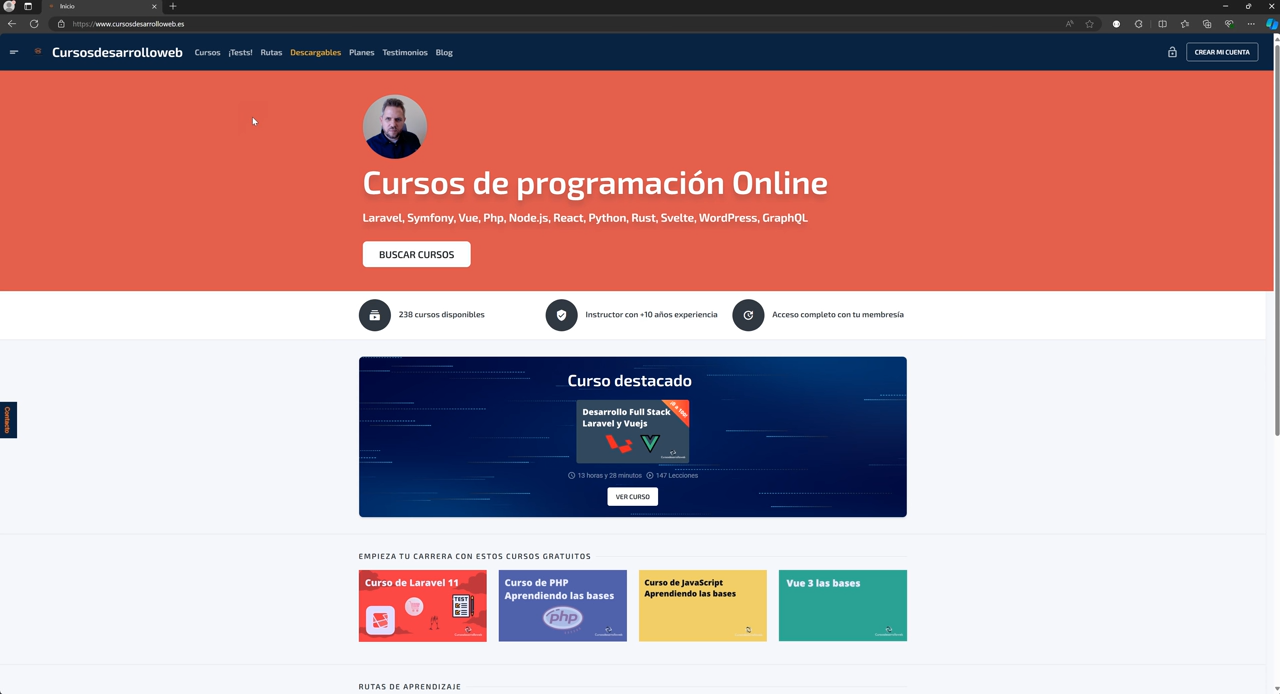 Inicio
https://www.cursosdesarrolloweb.es
Cursosdesarrolloweb
Cursos
¡Tests!
Rutas
Descargables
Planes
Testimonios
Blog
CREAR MI CUENTA
Cursos de programación Online
Laravel, Symfony, Vue, Php, Node.js, React, Python, Rust, Svelte, WordPress, GraphQL
BUSCAR CURSOS
238 cursos disponibles
Instructor con +10 años experiencia
Acceso completo con tu membresía
Contacto
Curso destacado
Desarrollo Full Stack
Laravel y Vuejs
13 horas y 28 minutos
147 Lecciones
VER CURSO
EMPIEZA TU CARRERA CON ESTOS CURSOS GRATUITOS
Curso de Laravel 11
TEST
Curso de PHP
Aprendiendo las bases
php
Curso de JavaScript
Aprendiendo las bases
Vue 3 las bases
RUTAS DE APRENDIZAJE